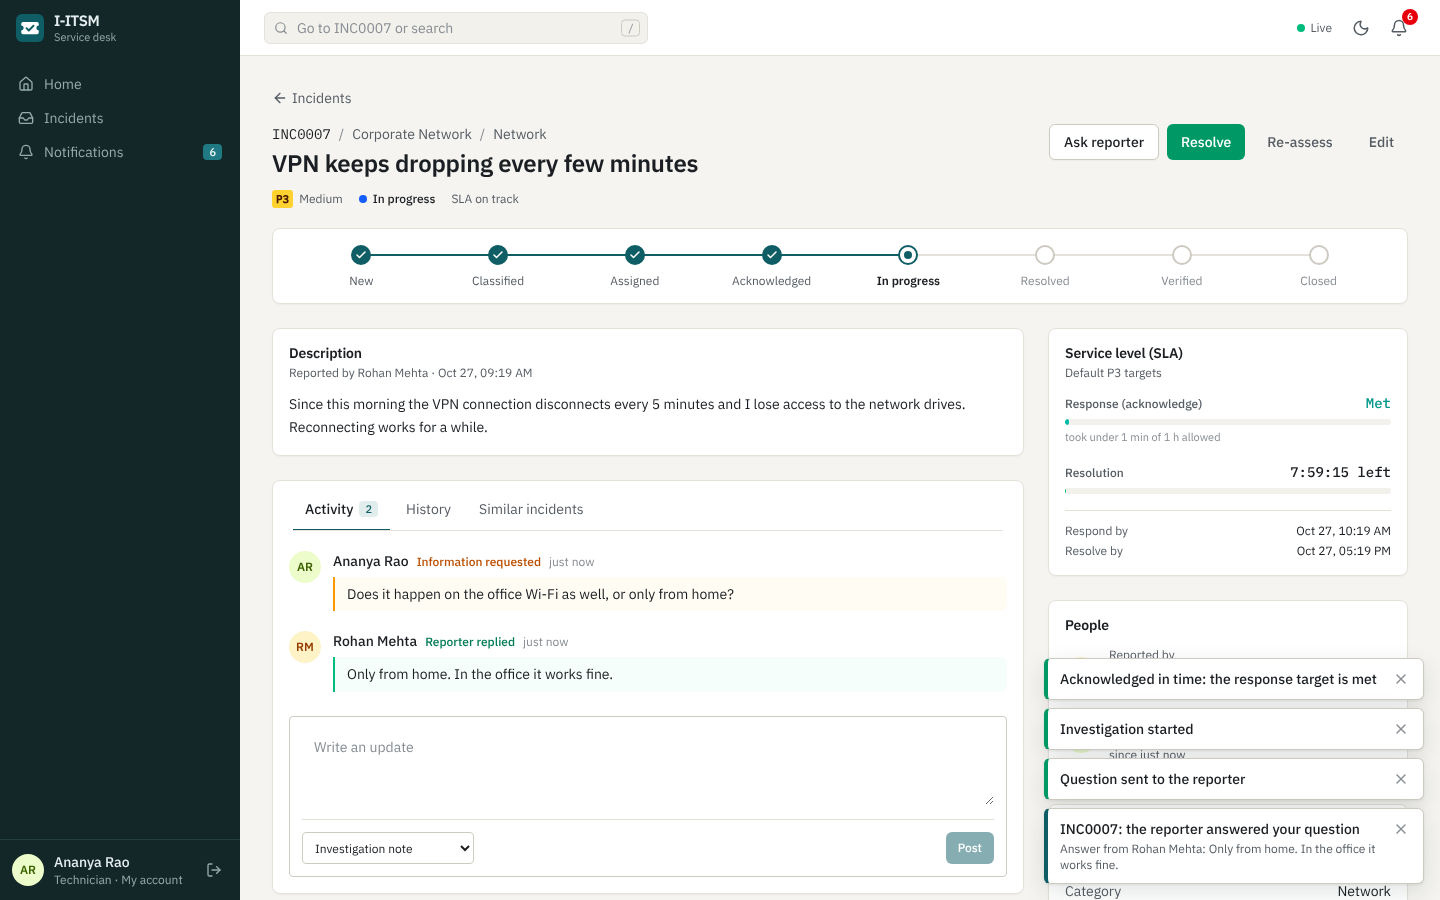 I-ITSM
Service desk
Home
Incidents
Notifications 6
Go to INC0007 or search /
Live
6
Incidents
INC0007 / Corporate Network / Network
VPN keeps dropping every few minutes
P3 Medium In progress SLA on track
Ask reporter Resolve Re-assess Edit
New Classified Assigned Acknowledged In progress Resolved Verified Closed
Description
Reported by Rohan Mehta · Oct 27, 09:19 AM
Since this morning the VPN connection disconnects every 5 minutes and I lose access to the network drives.
Reconnecting works for a while.
Activity 2 History Similar incidents
AR Ananya Rao Information requested just now
Does it happen on the office Wi-Fi as well, or only from home?
RM Rohan Mehta Reporter replied just now
Only from home. In the office it works fine.
Write an update
Investigation note Post
Service level (SLA)
Default P3 targets
Response (acknowledge) Met
took under 1 min of 1 h allowed
Resolution 7:59:15 left
Respond by Oct 27, 10:19 AM
Resolve by Oct 27, 05:19 PM
People
Reported by
Acknowledged in time: the response target is met
Investigation started
since just now
Question sent to the reporter
INC0007: the reporter answered your question
Answer from Rohan Mehta: Only from home. In the office it
works fine.
Category Network
AR Ananya Rao
Technician · My account